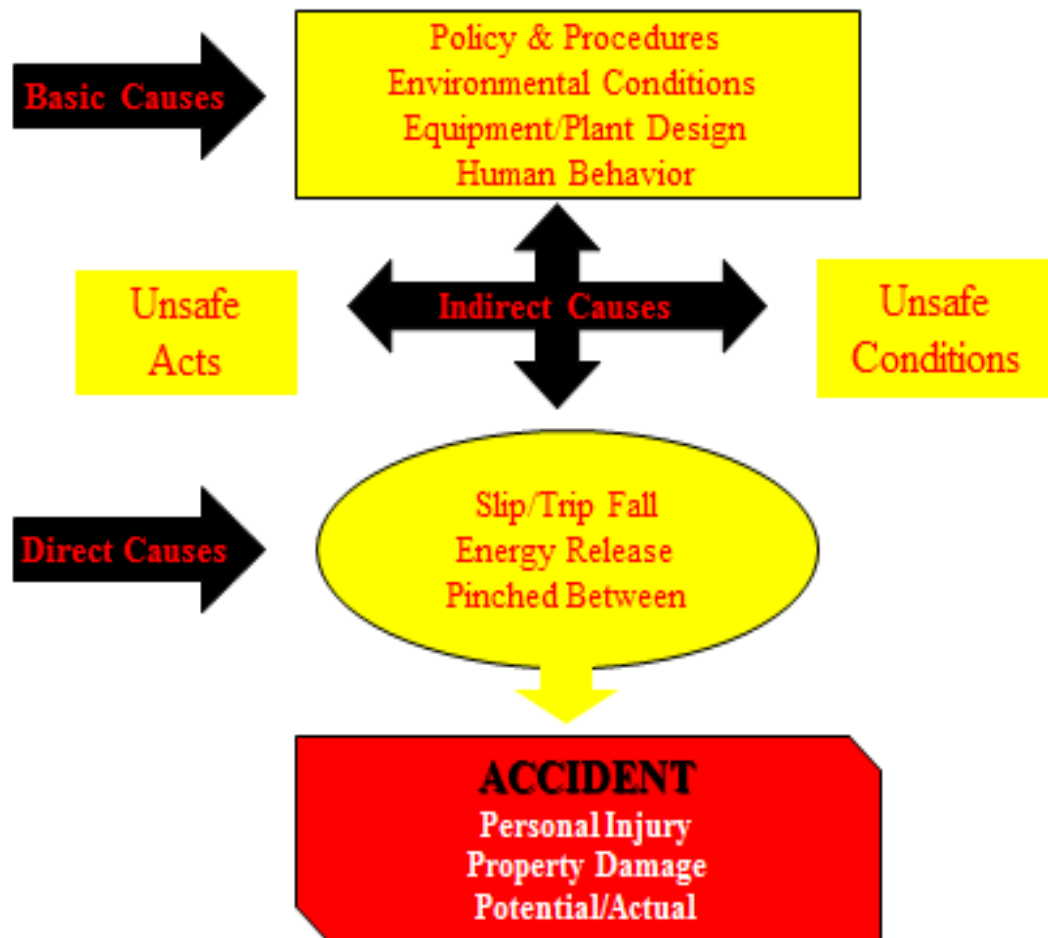 Basic Causes
Policy & Procedures
Environmental Conditions
Equipment/Plant Design
Human Behavior
Unsafe
Acts
Indirect Causes
Unsafe
Conditions
Direct Causes
Slip/Trip Fall
Energy Release
Pinched Between
ACCIDENT
Personal Injury
Property Damage
Potential/Actual